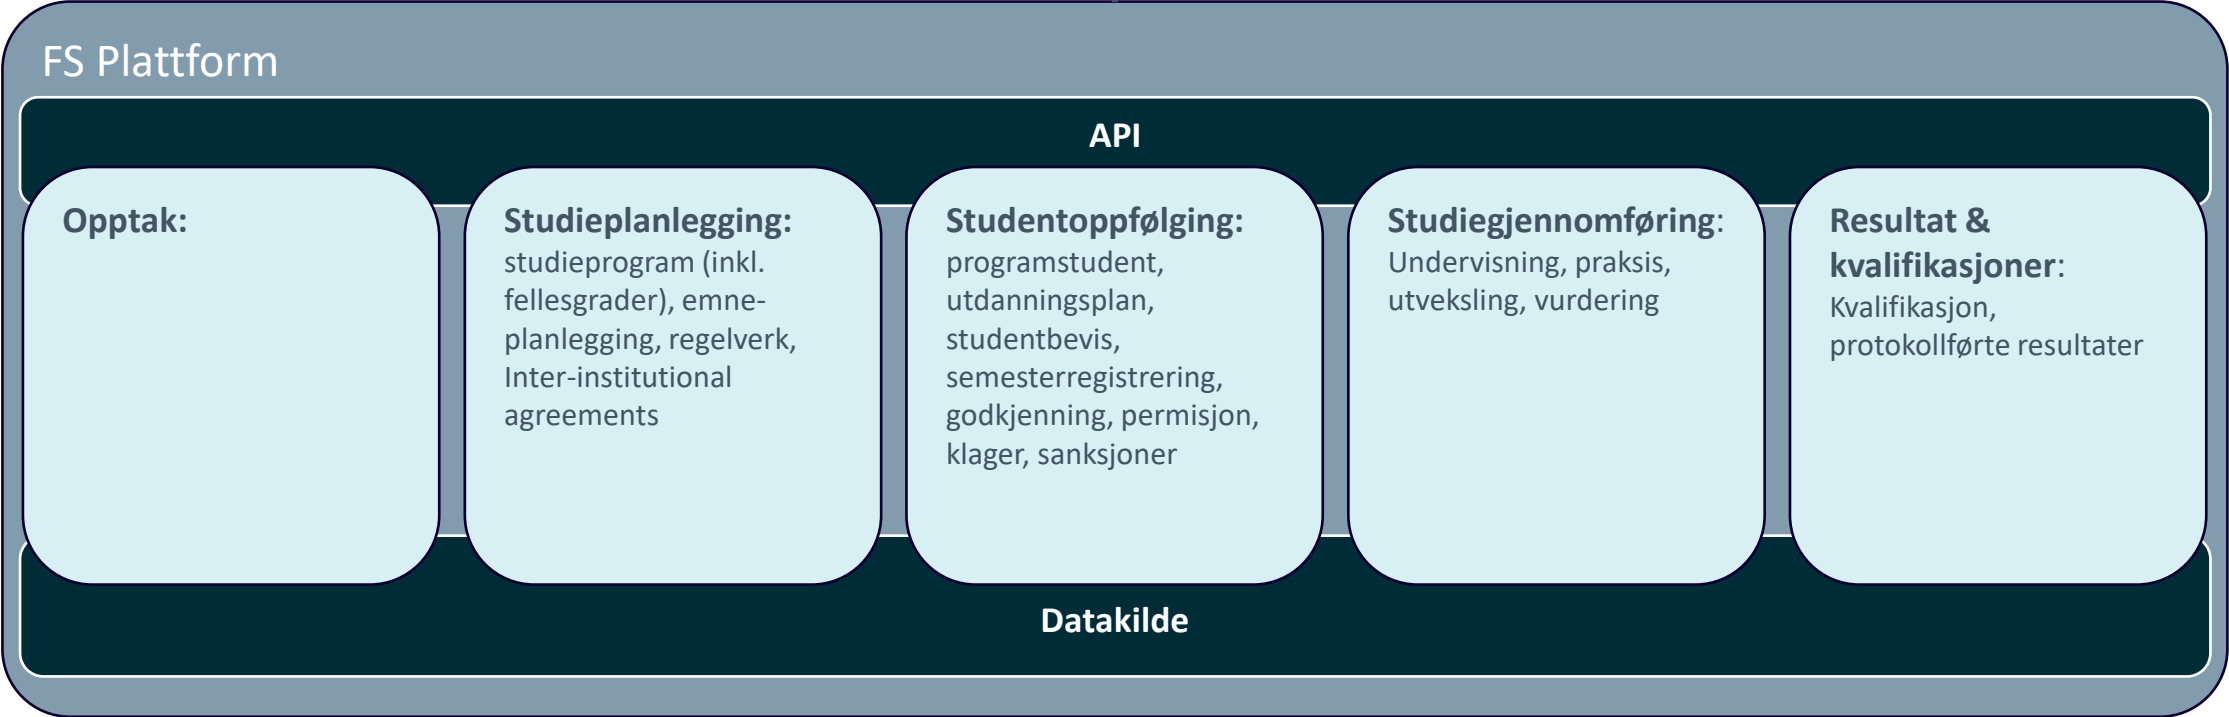 FS Plattform
API
Opptak:
Studieplanlegging:
studieprogram (inkl.
fellesgrader), emne-
planlegging, regelverk,
Inter-institutional
agreements
Studentoppfølging:
programstudent,
utdanningsplan,
studentbevis,
semesterregistrering,
godkjenning, permisjon,
klager, sanksjoner
Studiegjennomføring:
Undervisning, praksis,
utveksling, vurdering
Resultat &
kvalifikasjoner:
Kvalifikasjon,
protokollførte resultater
Datakilde